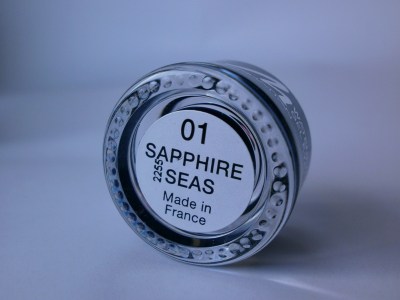 01
SAPPHIRE
SEAS
2255
Made in
France